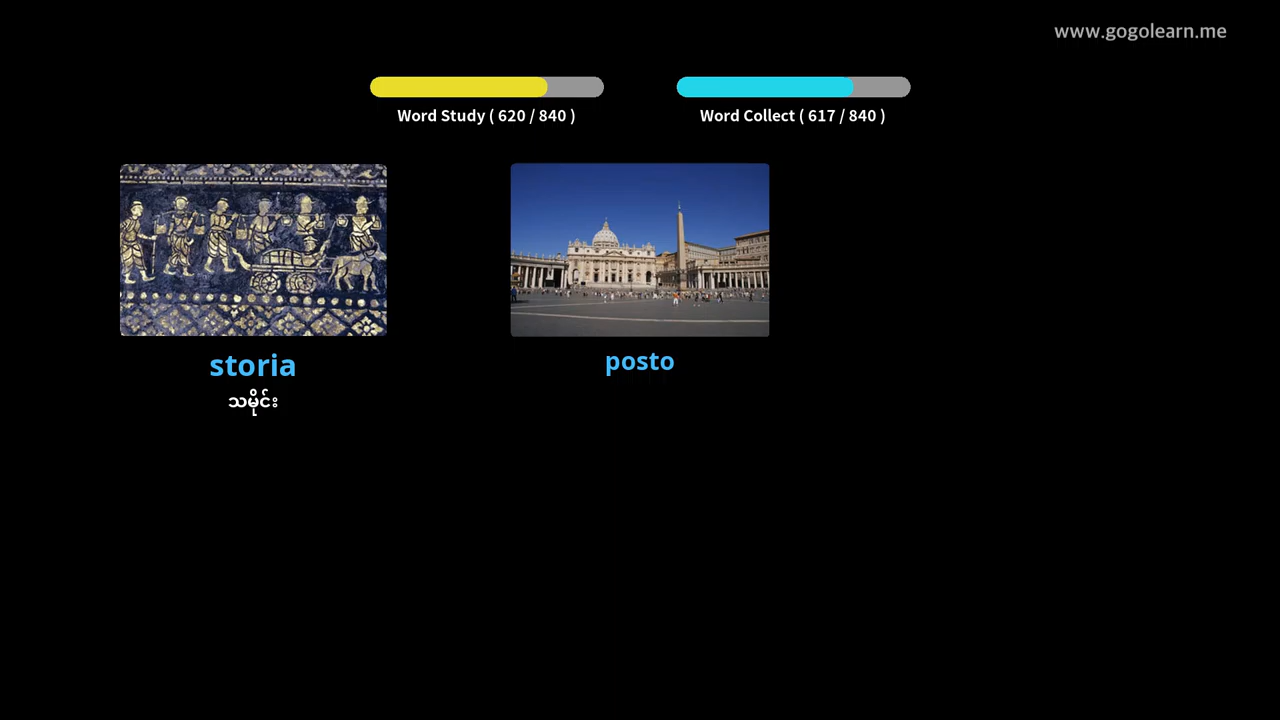 www.gogolearn.me
Word Study ( 620 / 840 )
Word Collect ( 617 / 840 )
storia
သမိုင်း
posto